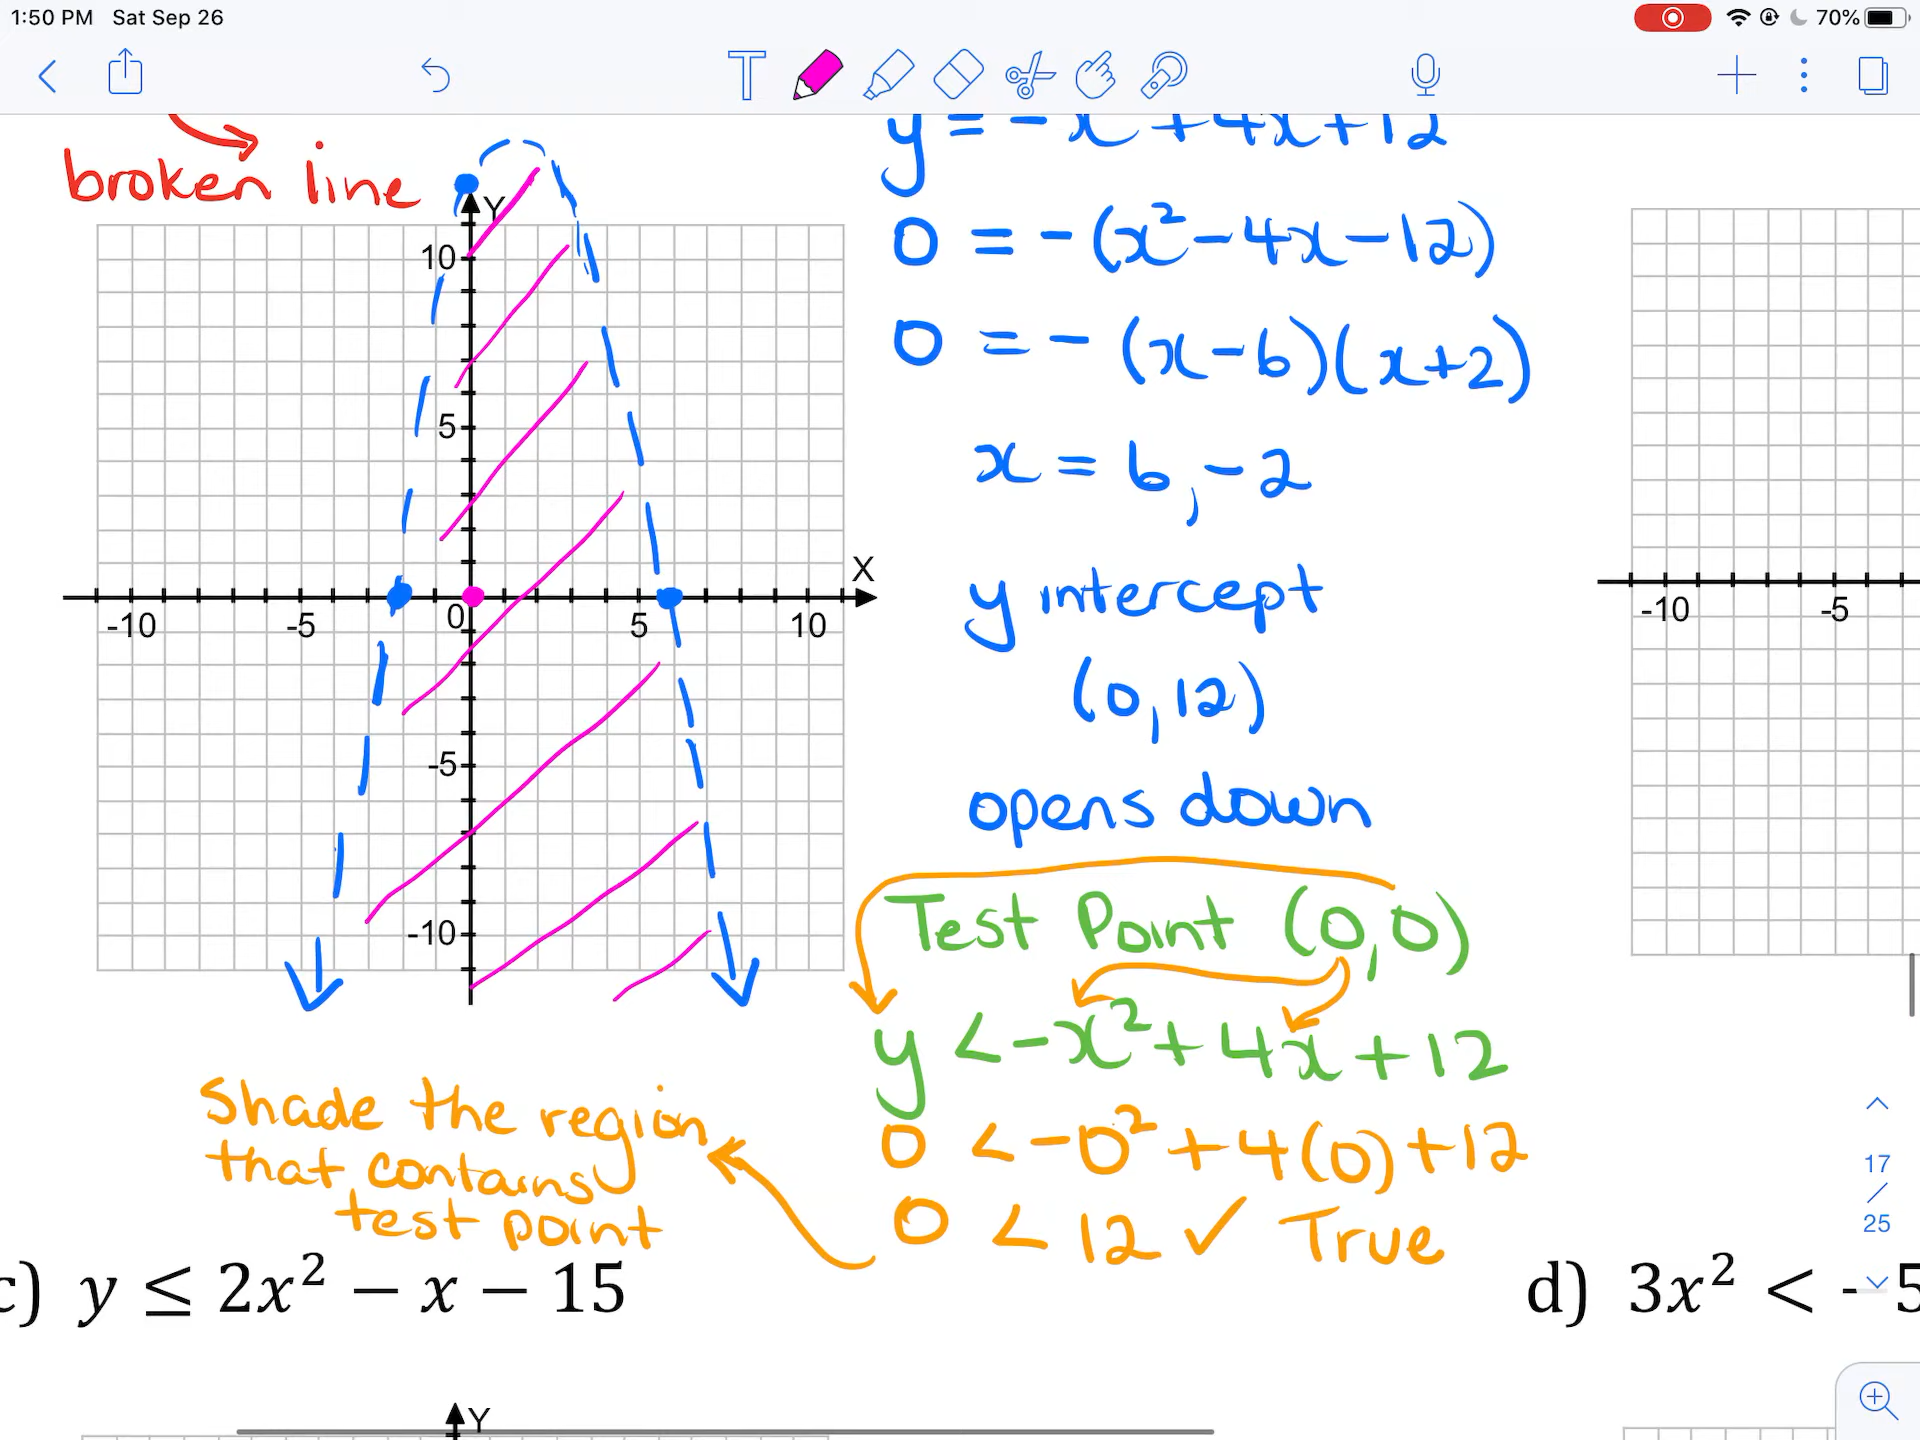 1:50 PM Sat Sep 26
70%
T
broken line
Y
10
5
X
-10 -5 0 5 10
-5
-10
0 = -(x² - 4x - 12)
0 = -(x - 6)(x + 2)
x = 6, -2
y intercept
(0, 12)
opens down
Test Point (0, 0)
y < -x² + 4x + 12
0 < -0² + 4(0) + 12
0 < 12 ✓ True
Shade the region
that contains
test point
-10 -5
17
/
25
c) y ≤ 2x² − x − 15
d) 3x² < -5
Y